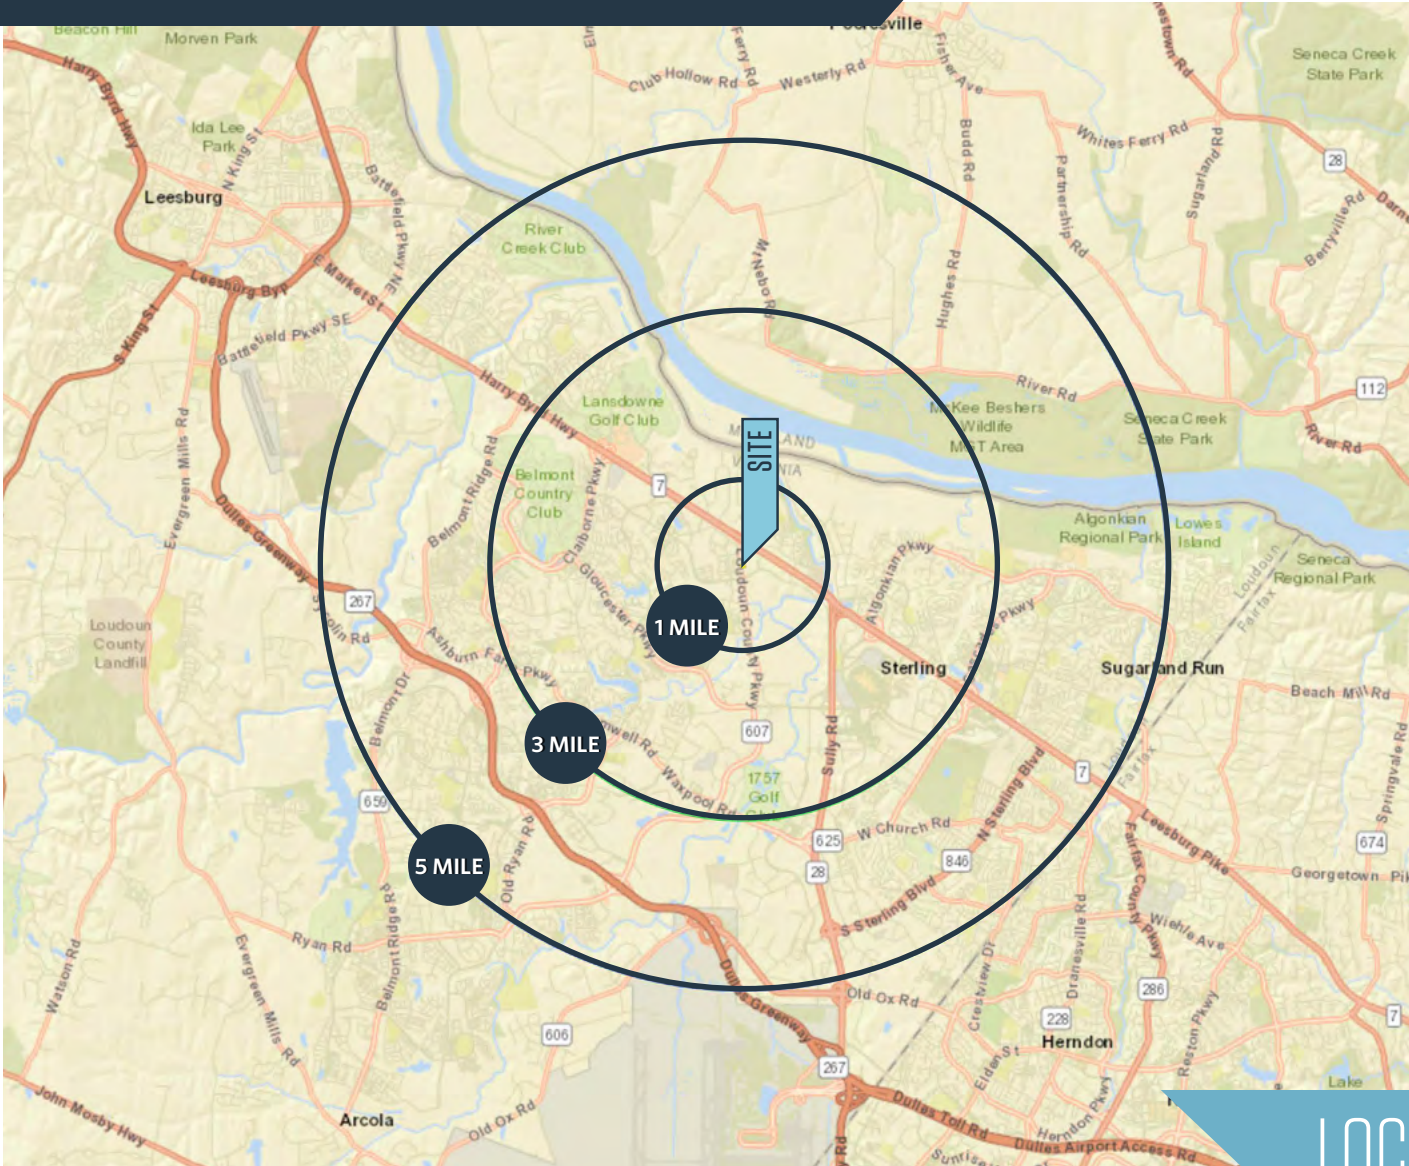 Beacon Hill
Morven Park
Poolesville
Harry Byrd Hwy
Ida Lee
Park
N King St
Leesburg
Battlefield Pkwy NE
Leesburg Byp
E Market St
S King St
Battlefield Pkwy SE
Club Hollow Rd
Ferry Rd
Westerly Rd
Fisher Ave
Budd Rd
Whites Ferry Rd
Partnership Rd
Sugarland Rd
Seneca Creek
State Park
28
Berryville Rd
River
Creek Club
Mt Nebo Rd
Hughes Rd
River Rd
112
River Rd
Harry Byrd Hwy
Lansdowne
Golf Club
McKee Beshers
Wildlife
MGT Area
Seneca Creek
State Park
SITE
7
Belmont
Country
Club
Belmont Ridge Rd
Claiborne Pkwy
Evergreen Mills Rd
Dulles Greenway
Algonkian
Regional Park
Lowes
Island
Seneca
Regional Park
Loudoun
Fairfax
Algonkian Pkwy
Gloucester Pkwy
Loudoun County Pkwy
267
Loudoun
County
Landfill
1 MILE
Ashburn Farm Pkwy
Sterling
Sugarland Run
Beach Mill Rd
Belmont Dr
3 MILE
607
Sully Rd
Waxpool Rd
1757
Golf
7
N Sterling Blvd
Springvale Rd
659
5 MILE
Old Ryan Rd
625
W Church Rd
846
28
Leesburg Pike
674
Fairfax County Pkwy
S Sterling Blvd
Wiehle Ave
Watson Rd
Ryan Rd
Evergreen Mills Rd
Belmont Ridge Rd
Dulles Greenway
Old Ox Rd
Crestview Dr
Dranesville Rd
286
228
Herndon
Reston Pkwy
7
606
267
Elden St
Lake
John Mosby Hwy
Arcola
Old Ox Rd
Dulles Toll Rd
Herndon Pkwy
Dulles Airport Access Rd
LOC